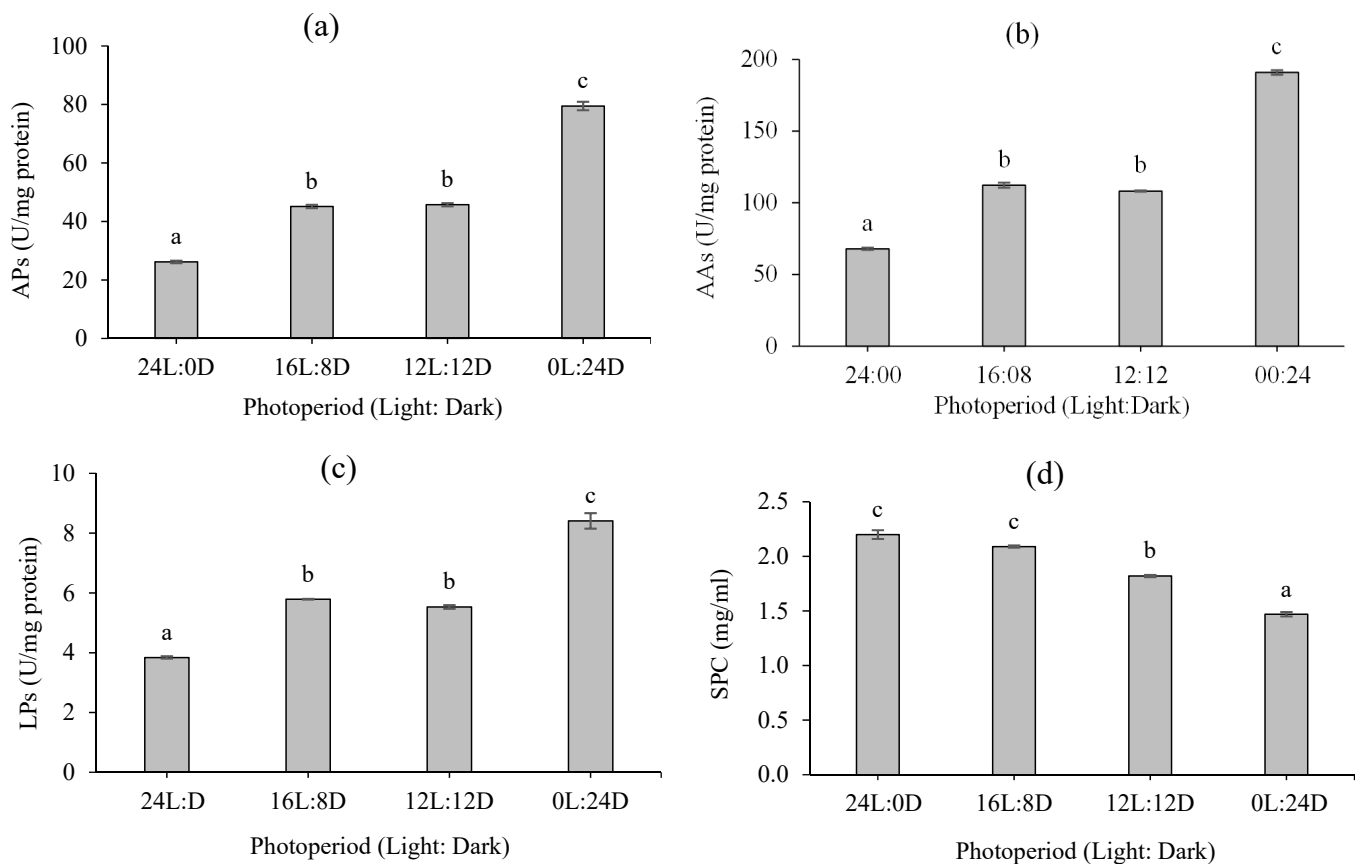 (a)
100
80
60
40
20
0
APs (U/mg protein)
a
b
b
c
24L:0D 16L:8D 12L:12D 0L:24D
Photoperiod (Light: Dark)
(b)
200
150
100
50
0
AAs (U/mg protein)
a
b
b
c
24:00 16:08 12:12 00:24
Photoperiod (Light:Dark)
(c)
10
8
6
4
2
0
LPs (U/mg protein)
a
b
b
c
24L:D 16L:8D 12L:12D 0L:24D
Photoperiod (Light: Dark)
(d)
2.5
2.0
1.5
1.0
0.5
0.0
SPC (mg/ml)
c
c
b
a
24L:0D 16L:8D 12L:12D 0L:24D
Photoperiod (Light: Dark)